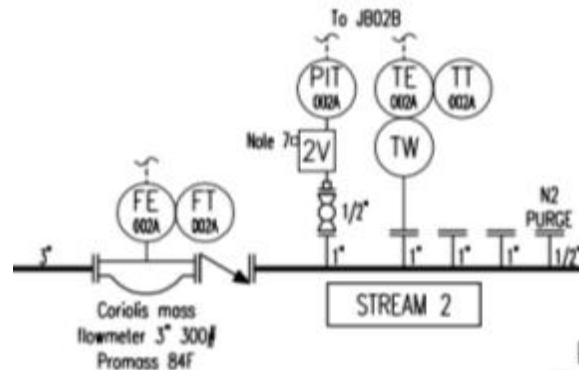 To JB02B
PIT
002A
TE
002A
TT
002A
Note 7a
2V
TW
FE
002A
FT
002A
1/2"
N2
PURGE
3"
1"
1"
1"
1"
1/2"
Coriolis mass
flowmeter 3" 300#
Promass 84F
STREAM 2